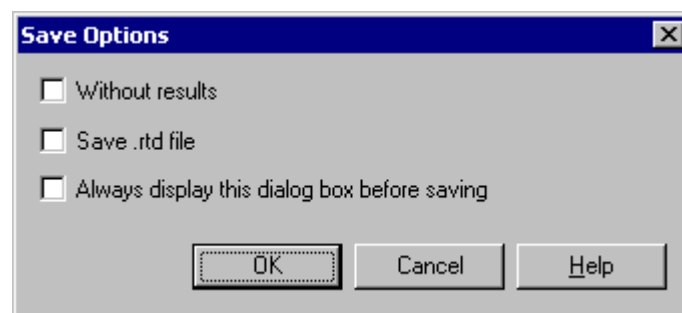 Save Options
Without results
Save .rtd file
Always display this dialog box before saving
OK Cancel Help